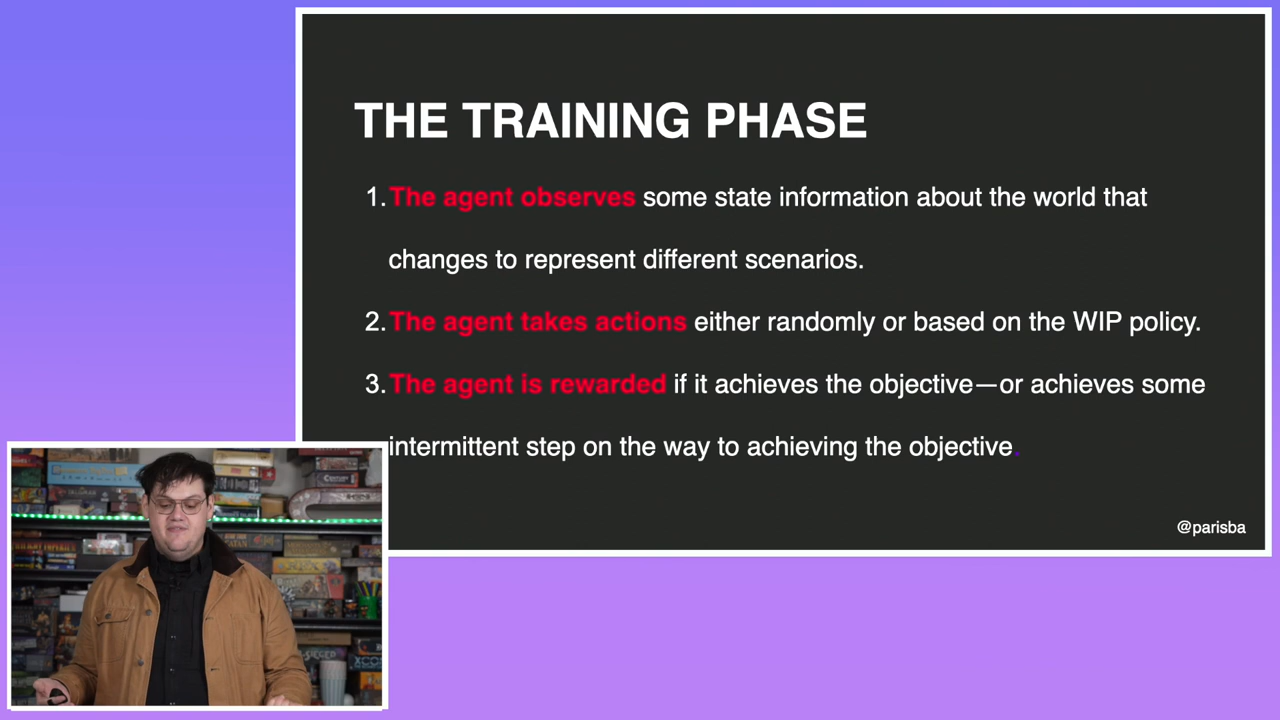 THE TRAINING PHASE
1. The agent observes some state information about the world that
changes to represent different scenarios.
2. The agent takes actions either randomly or based on the WIP policy.
3. The agent is rewarded if it achieves the objective—or achieves some
intermittent step on the way to achieving the objective.
@parisba
CATAN
XCOM